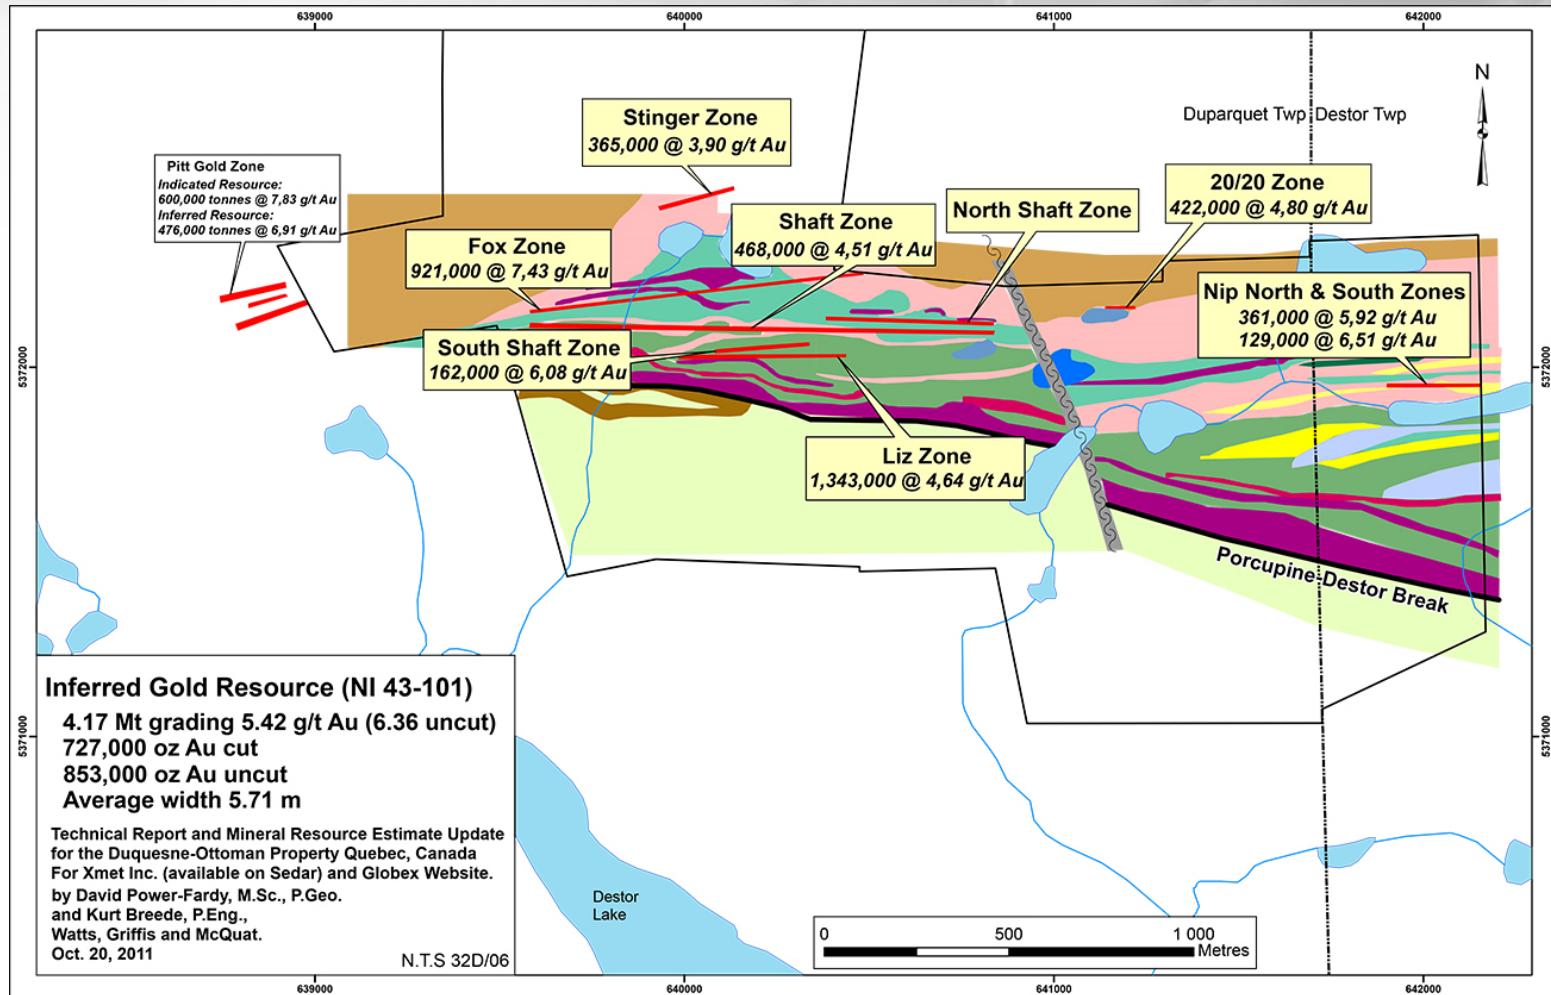 639000
640000
641000
642000
N
Duparquet Twp
Destor Twp
Stinger Zone
365,000 @ 3,90 g/t Au
Pitt Gold Zone
Indicated Resource:
600,000 tonnes @ 7,83 g/t Au
Inferred Resource:
476,000 tonnes @ 6,91 g/t Au
20/20 Zone
422,000 @ 4,80 g/t Au
North Shaft Zone
Shaft Zone
468,000 @ 4,51 g/t Au
Fox Zone
921,000 @ 7,43 g/t Au
Nip North & South Zones
361,000 @ 5,92 g/t Au
129,000 @ 6,51 g/t Au
South Shaft Zone
162,000 @ 6,08 g/t Au
5372000
5372000
Liz Zone
1,343,000 @ 4,64 g/t Au
Porcupine-Destor Break
Inferred Gold Resource (NI 43-101)
4.17 Mt grading 5.42 g/t Au (6.36 uncut)
727,000 oz Au cut
853,000 oz Au uncut
Average width 5.71 m
5371000
5371000
Technical Report and Mineral Resource Estimate Update
for the Duquesne-Ottoman Property Quebec, Canada
For Xmet Inc. (available on Sedar) and Globex Website.
by David Power-Fardy, M.Sc., P.Geo.
and Kurt Breede, P.Eng.,
Watts, Griffis and McQuat.
Oct. 20, 2011
N.T.S 32D/06
Destor
Lake
0
500
1 000
Metres
639000
640000
641000
642000